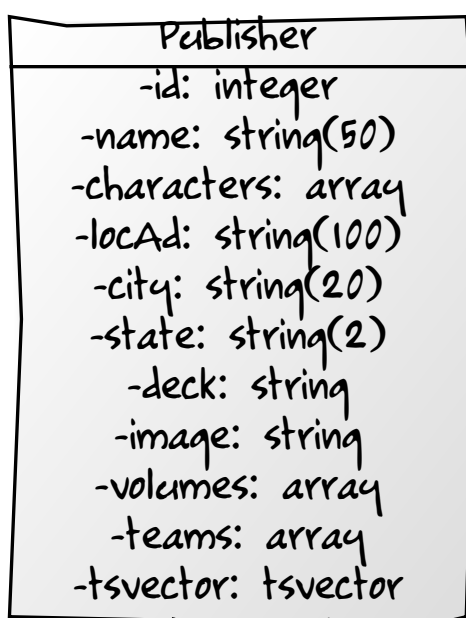 Publisher
-id: integer
-name: string(50)
-characters: array
-locAd: string(100)
-city: string(20)
-state: string(2)
-deck: string
-image: string
-volumes: array
-teams: array
-tsvector: tsvector